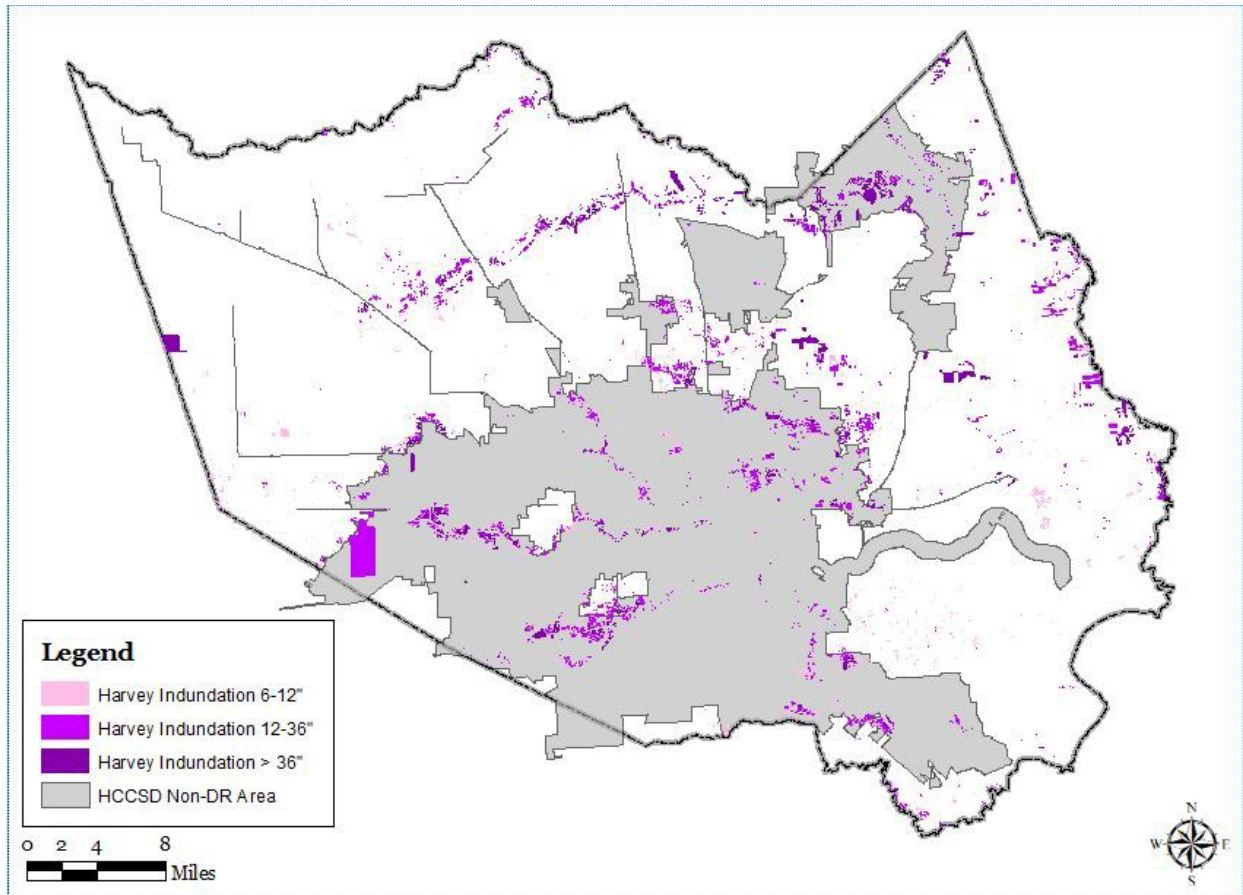 Legend
Harvey Indundation 6-12"
Harvey Indundation 12-36"
Harvey Indundation > 36"
HCCSD Non-DR Area
0 2 4 8
Miles
N
W E
S